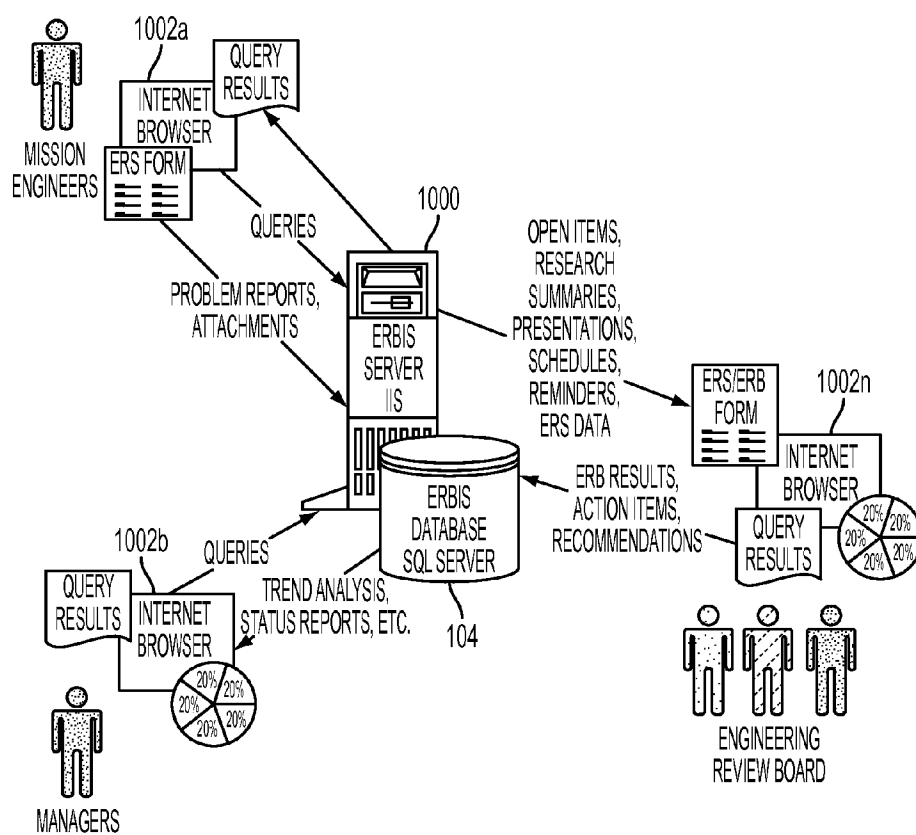 1002a
QUERY
RESULTS
INTERNET
BROWSER
ERS FORM
MISSION
ENGINEERS
QUERIES
PROBLEM REPORTS,
ATTACHMENTS
1000
ERBIS
SERVER
IIS
OPEN ITEMS,
RESEARCH
SUMMARIES,
PRESENTATIONS,
SCHEDULES,
REMINDERS,
ERS DATA
ERS/ERB
FORM
1002n
INTERNET
BROWSER
QUERY
RESULTS
20%
20%
20%
20%
20%
ERB RESULTS,
ACTION ITEMS,
RECOMMENDATIONS
ERBIS
DATABASE
SQL SERVER
104
1002b
QUERIES
QUERY
RESULTS
INTERNET
BROWSER
TREND ANALYSIS,
STATUS REPORTS, ETC.
20%
20%
20%
20%
20%
MANAGERS
ENGINEERING
REVIEW BOARD